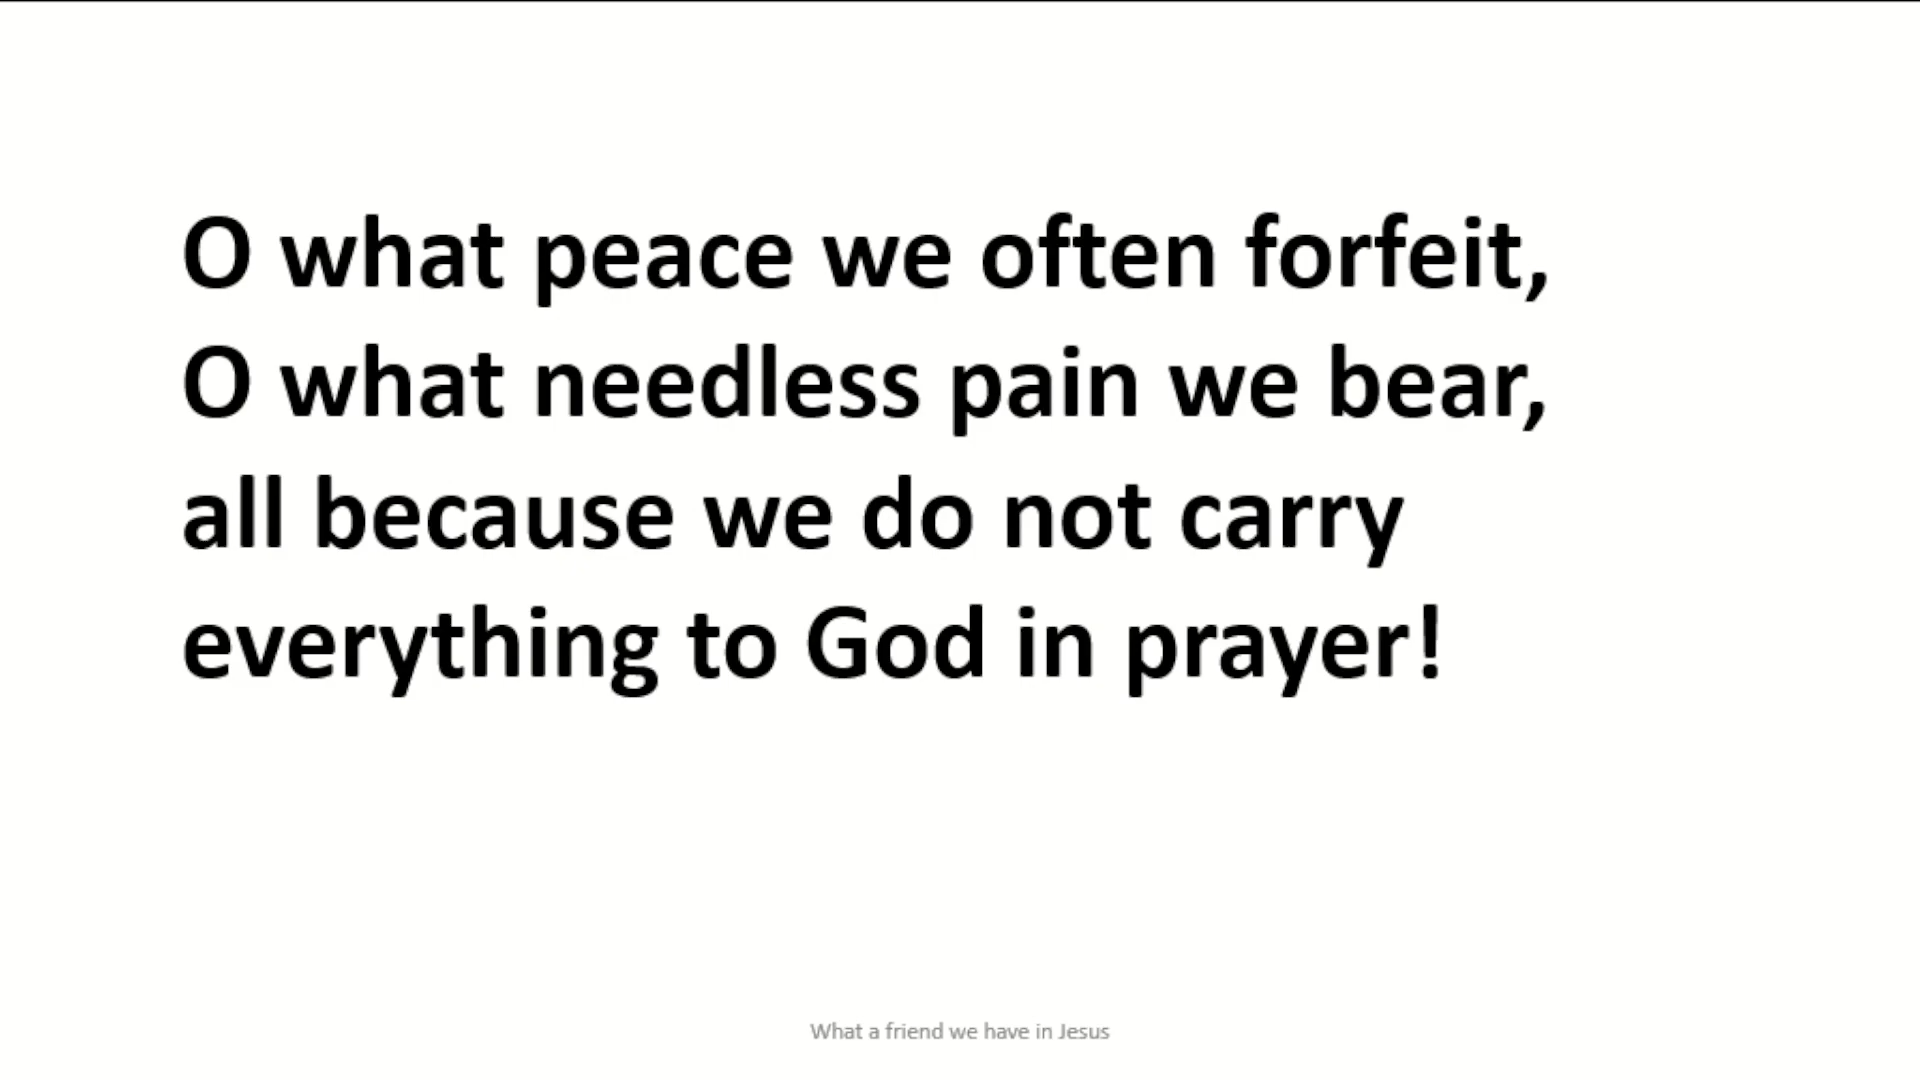 O what peace we often forfeit,
O what needless pain we bear,
all because we do not carry
everything to God in prayer!
What a friend we have in Jesus